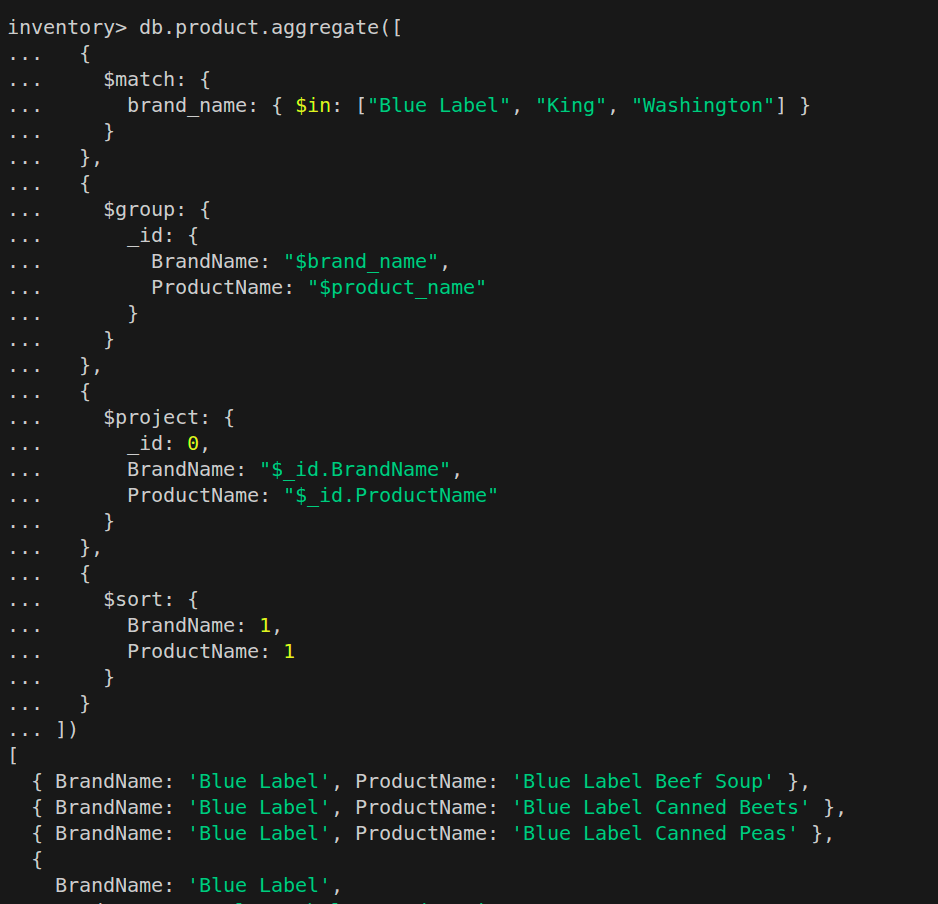 inventory> db.product.aggregate([
...   {
...     $match: {
...       brand_name: { $in: ["Blue Label", "King", "Washington"] }
...     }
...   },
...   {
...     $group: {
...       _id: {
...         BrandName: "$brand_name",
...         ProductName: "$product_name"
...       }
...     }
...   },
...   {
...     $project: {
...       _id: 0,
...       BrandName: "$_id.BrandName",
...       ProductName: "$_id.ProductName"
...     }
...   },
...   {
...     $sort: {
...       BrandName: 1,
...       ProductName: 1
...     }
...   }
... ])
[
  { BrandName: 'Blue Label', ProductName: 'Blue Label Beef Soup' },
  { BrandName: 'Blue Label', ProductName: 'Blue Label Canned Beets' },
  { BrandName: 'Blue Label', ProductName: 'Blue Label Canned Peas' },
  {
    BrandName: 'Blue Label',